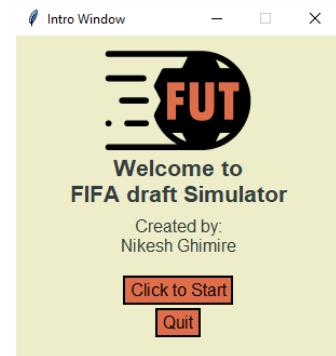 Intro Window
FUT
Welcome to
FIFA draft Simulator
Created by:
Nikesh Ghimire
Click to Start
Quit